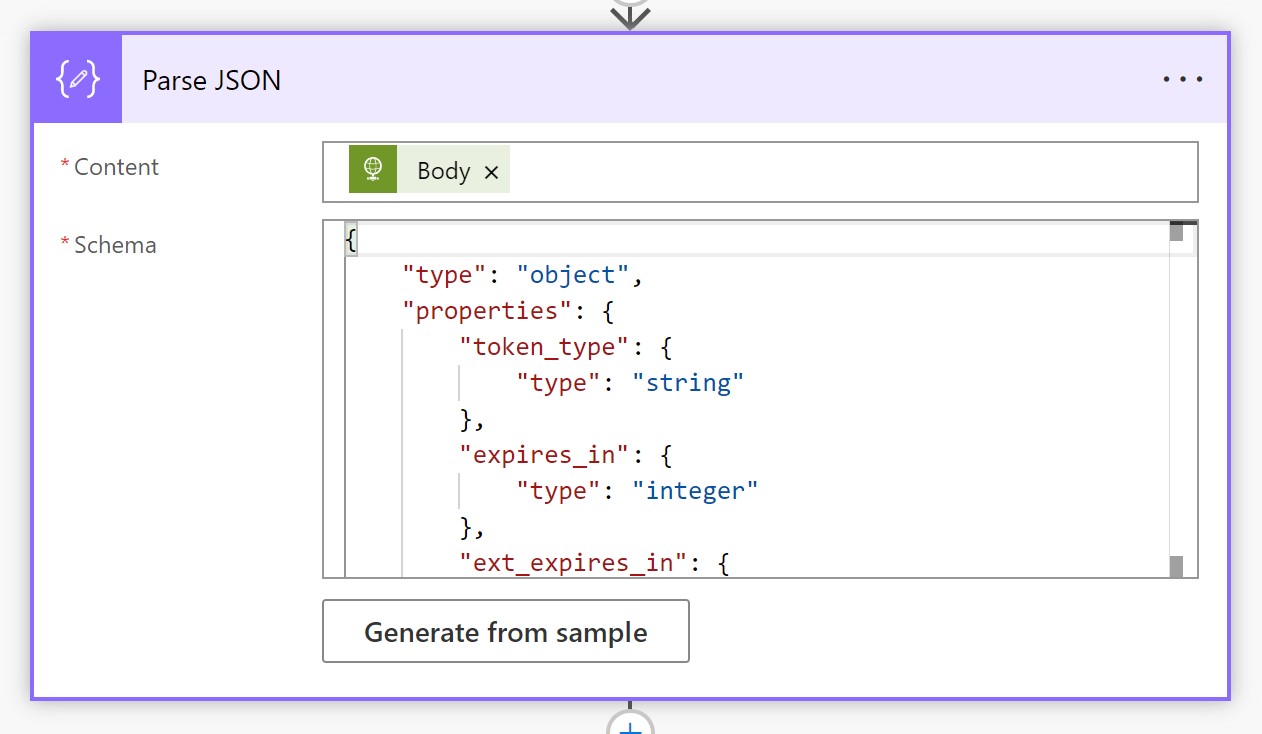 Parse JSON
* Content
Body ×
* Schema
{
"type": "object",
"properties": {
"token_type": {
"type": "string"
},
"expires_in": {
"type": "integer"
},
"ext_expires_in": {
Generate from sample